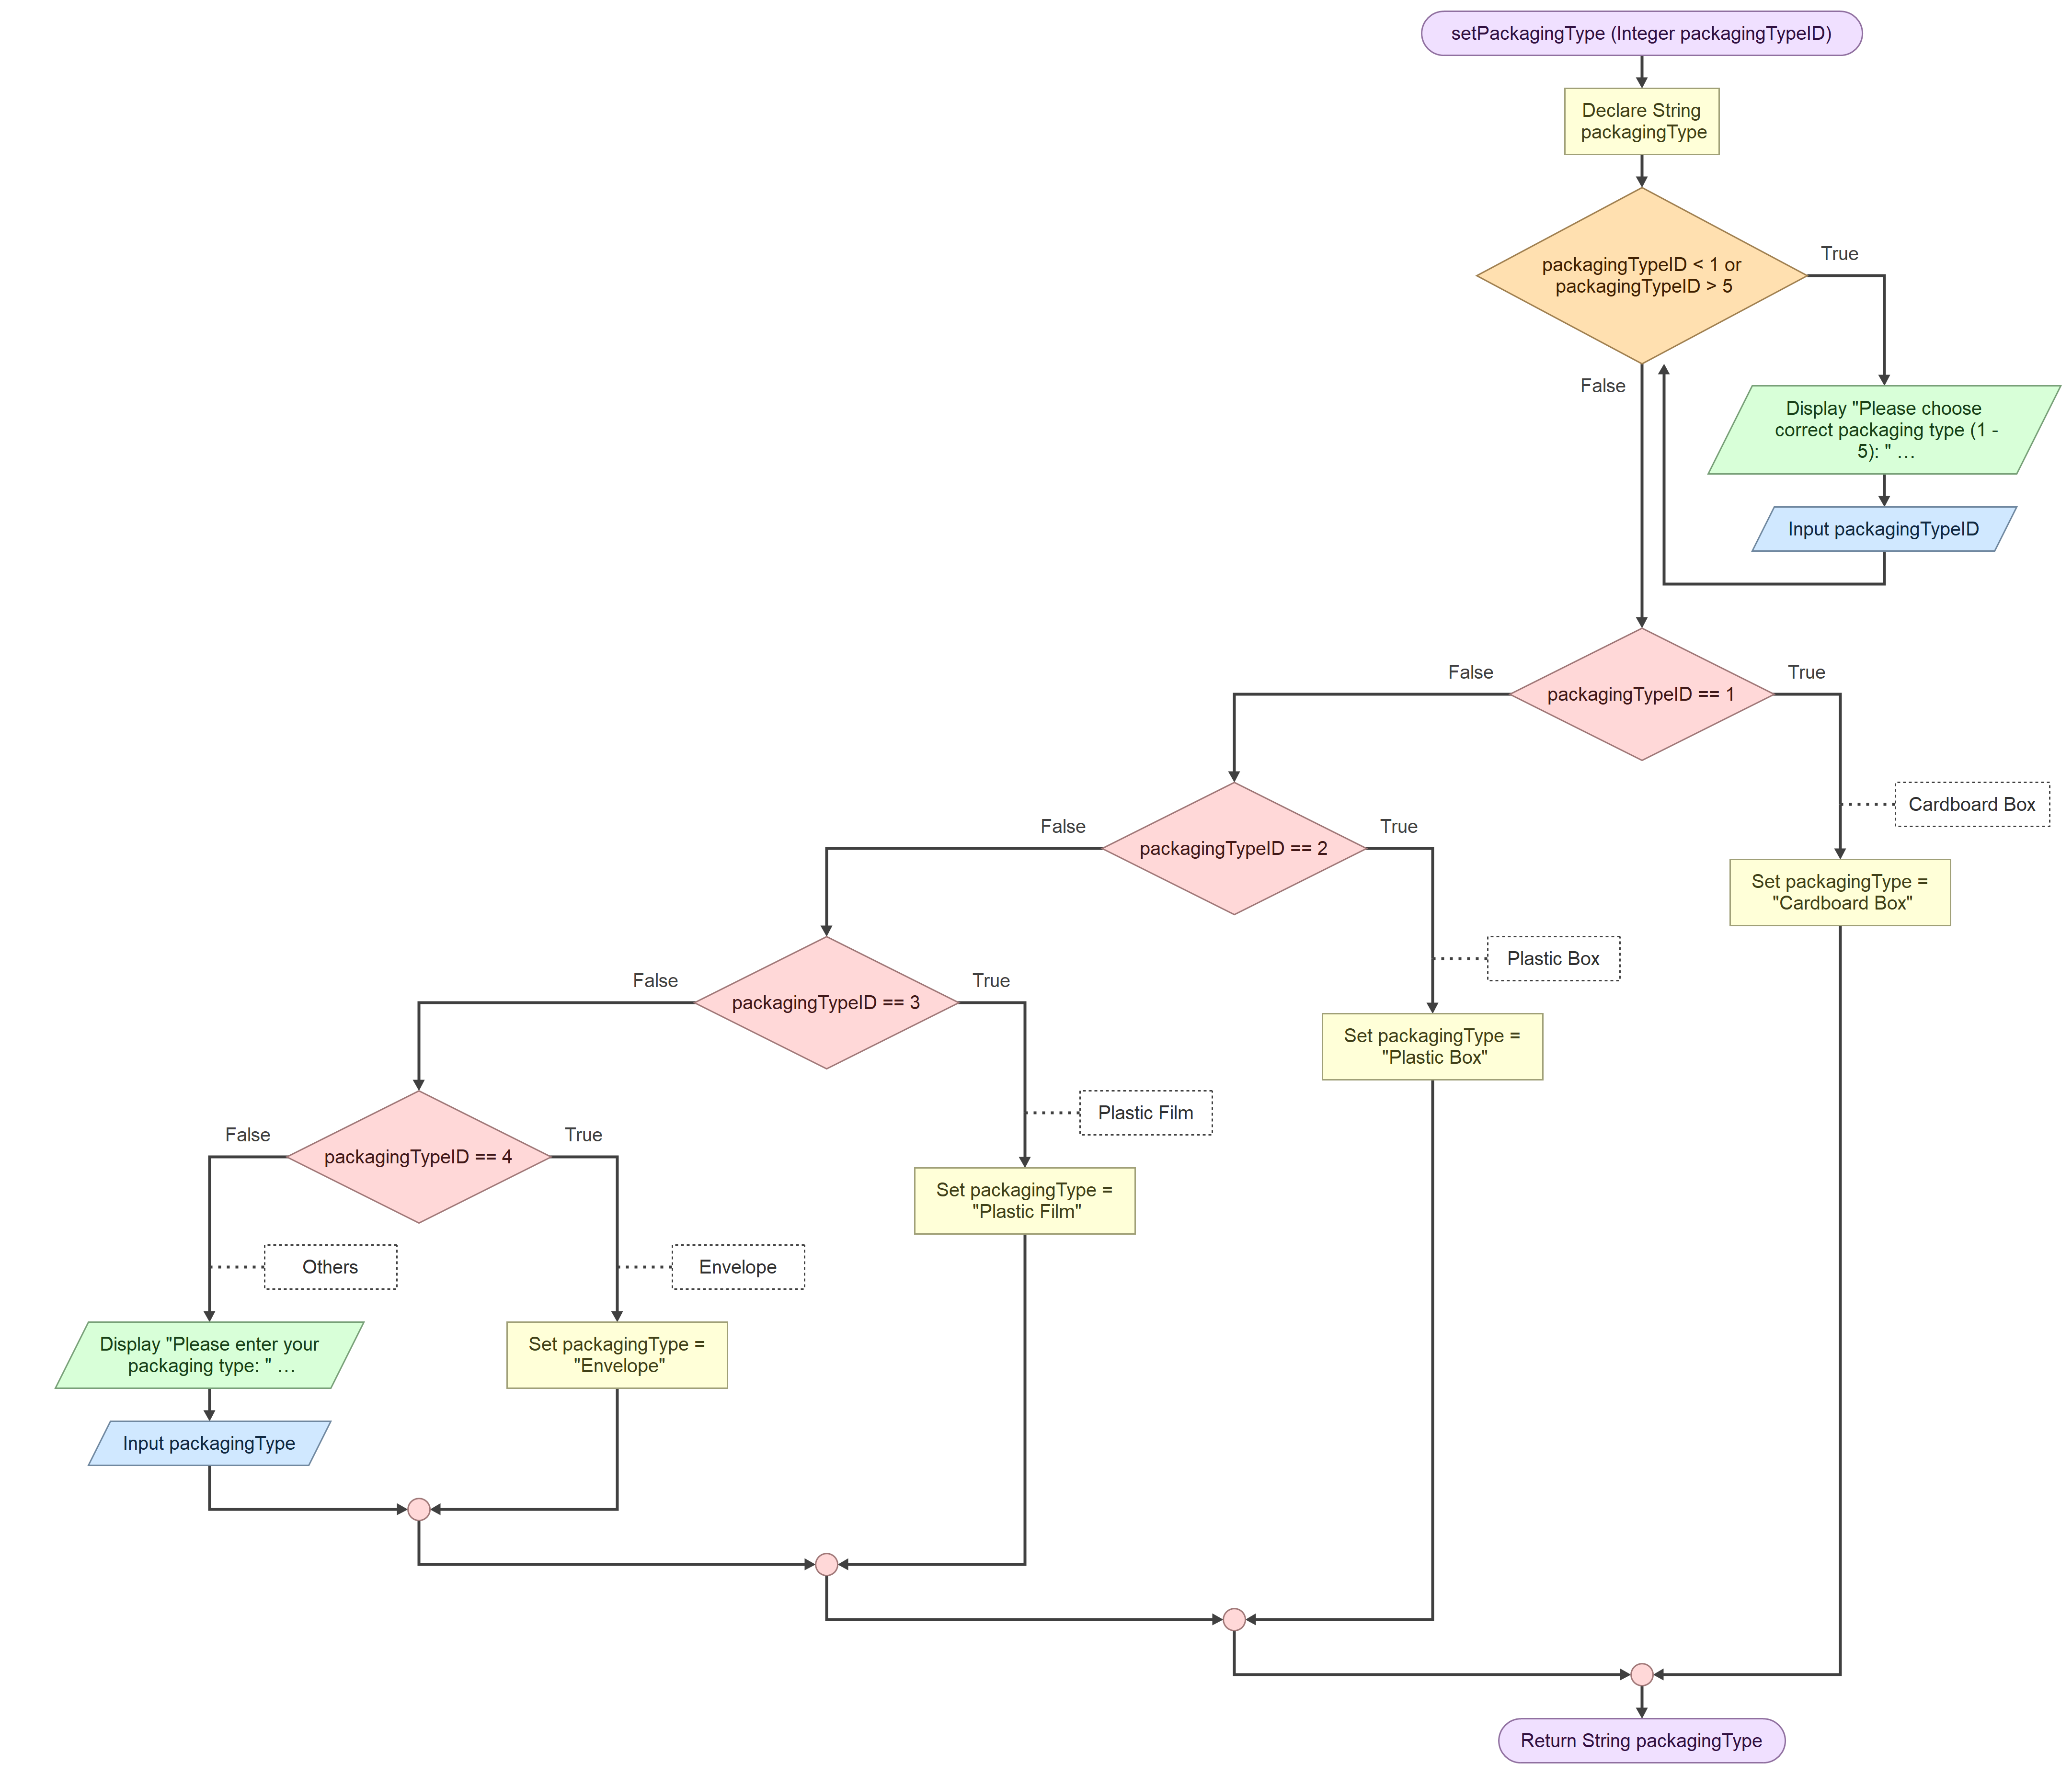 setPackagingType (Integer packagingTypeID)
Declare String
packagingType
packagingTypeID < 1 or
packagingTypeID > 5
True
False
Display "Please choose
correct packaging type (1 -
5): " …
Input packagingTypeID
packagingTypeID == 1
False
True
Cardboard Box
Set packagingType =
"Cardboard Box"
packagingTypeID == 2
False
True
Plastic Box
Set packagingType =
"Plastic Box"
packagingTypeID == 3
False
True
Plastic Film
Set packagingType =
"Plastic Film"
packagingTypeID == 4
False
True
Others
Envelope
Display "Please enter your
packaging type: " …
Set packagingType =
"Envelope"
Input packagingType
Return String packagingType